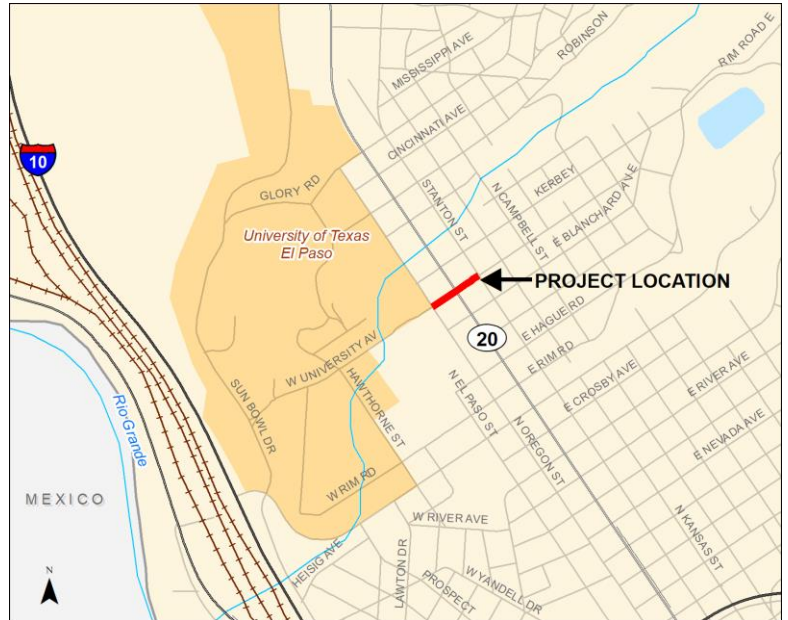 MISSISSIPPI AVE
ROBINSON
RIM ROAD E
CINCINNATI AVE
10
GLORY RD
STANTON ST
KERBEY
N CAMPBELL ST
E BLANCHARD AVE
University of Texas
El Paso
PROJECT LOCATION
20
E HAGUE RD
E RIM RD
W UNIVERSITY AV
SUN BOWL DR
HAWTHORNE ST
N EL PASO ST
N OREGON ST
E CROSBY AVE
E RIVER AVE
E NEVADA AVE
Rio Grande
MEXICO
W RIM RD
W RIVER AVE
N KANSAS ST
HEISIG AVE
LAWTON DR
PROSPECT
W YANDELL DR
N